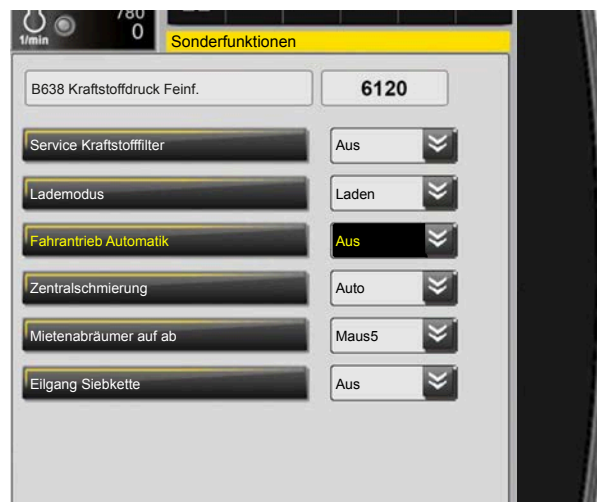 780
1/min 0
Sonderfunktionen
B638 Kraftstoffdruck Feinf. 6120
Service Kraftstofffilter Aus
Lademodus Laden
Fahrantrieb Automatik Aus
Zentralschmierung Auto
Mietenabräumer auf ab Maus5
Eilgang Siebkette Aus